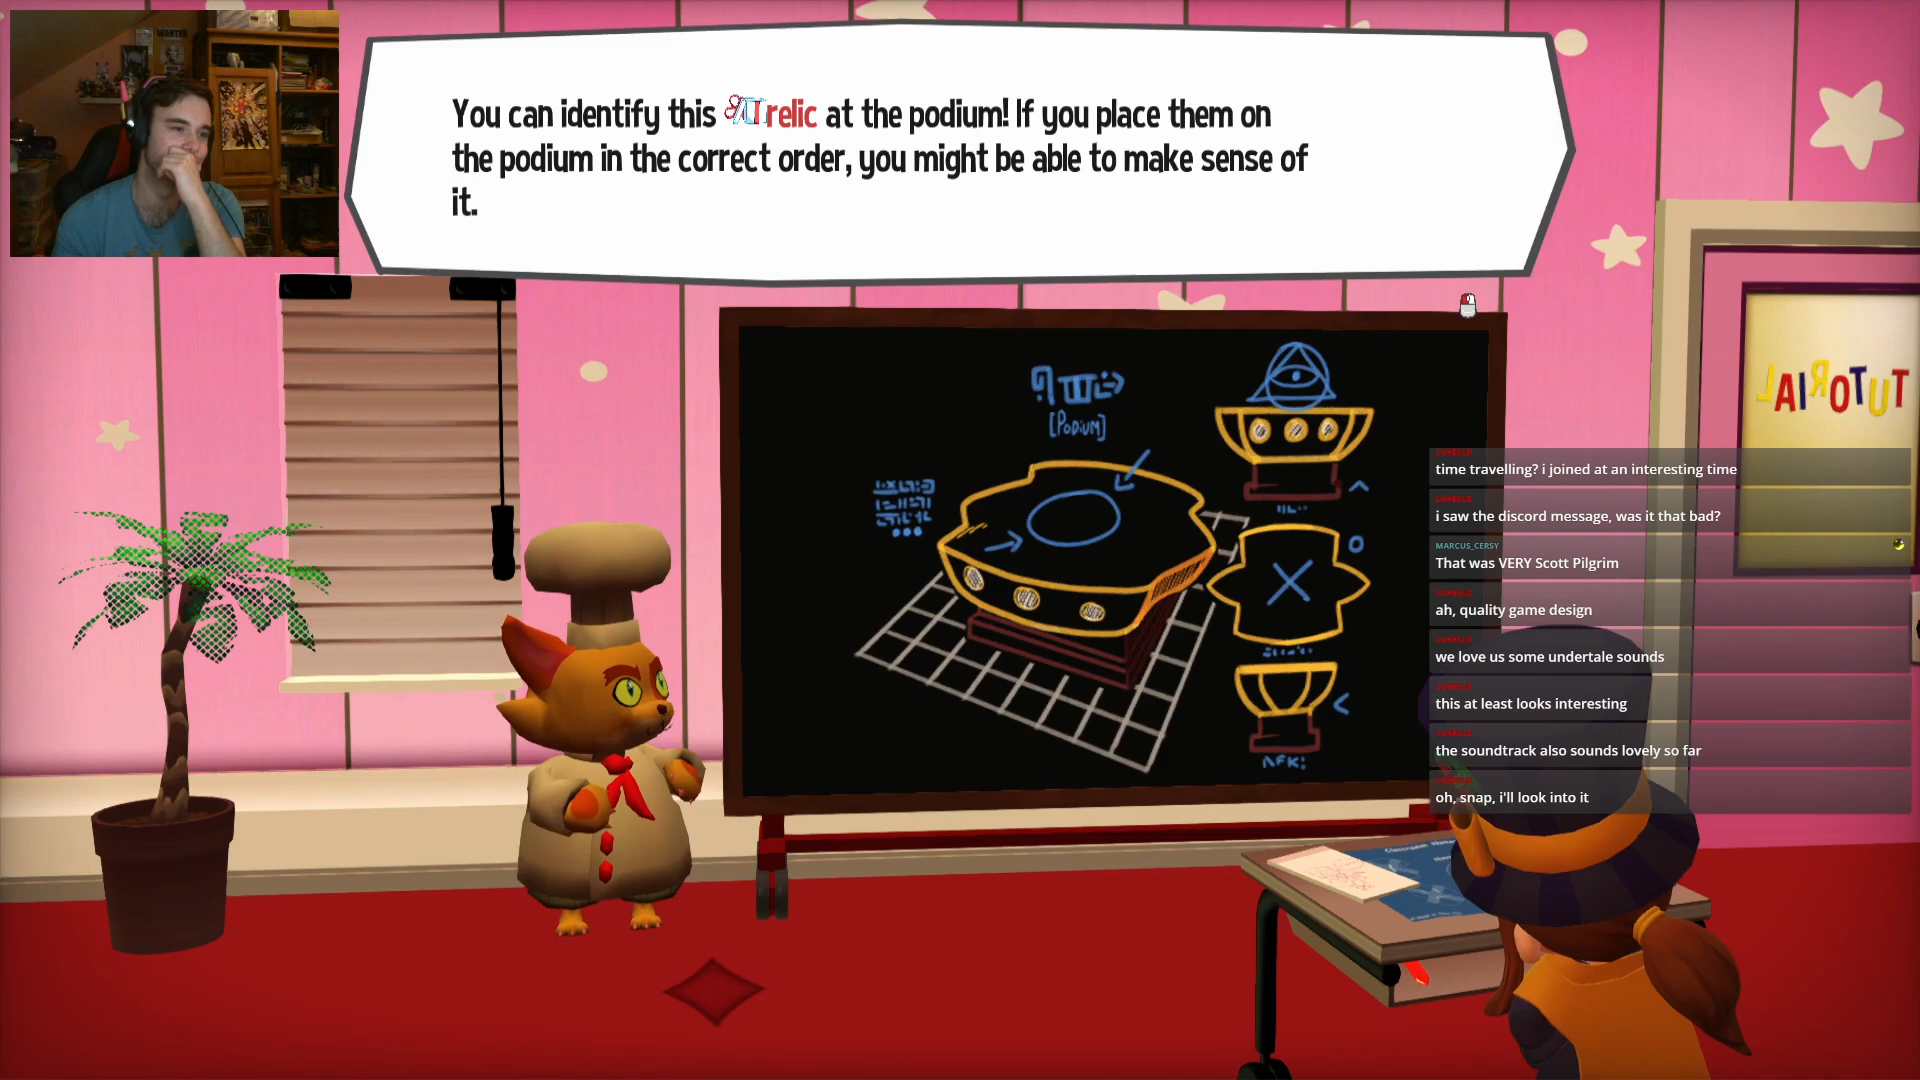 WANTED
You can identify this relic at the podium! If you place them on
the podium in the correct order, you might be able to make sense of
it.
[PODIUM]
TUTORIAL
time travelling? i joined at an interesting time
i saw the discord message, was it that bad?
MARCUS_CERSY
That was VERY Scott Pilgrim
ah, quality game design
we love us some undertale sounds
this at least looks interesting
the soundtrack also sounds lovely so far
oh, snap, i'll look into it